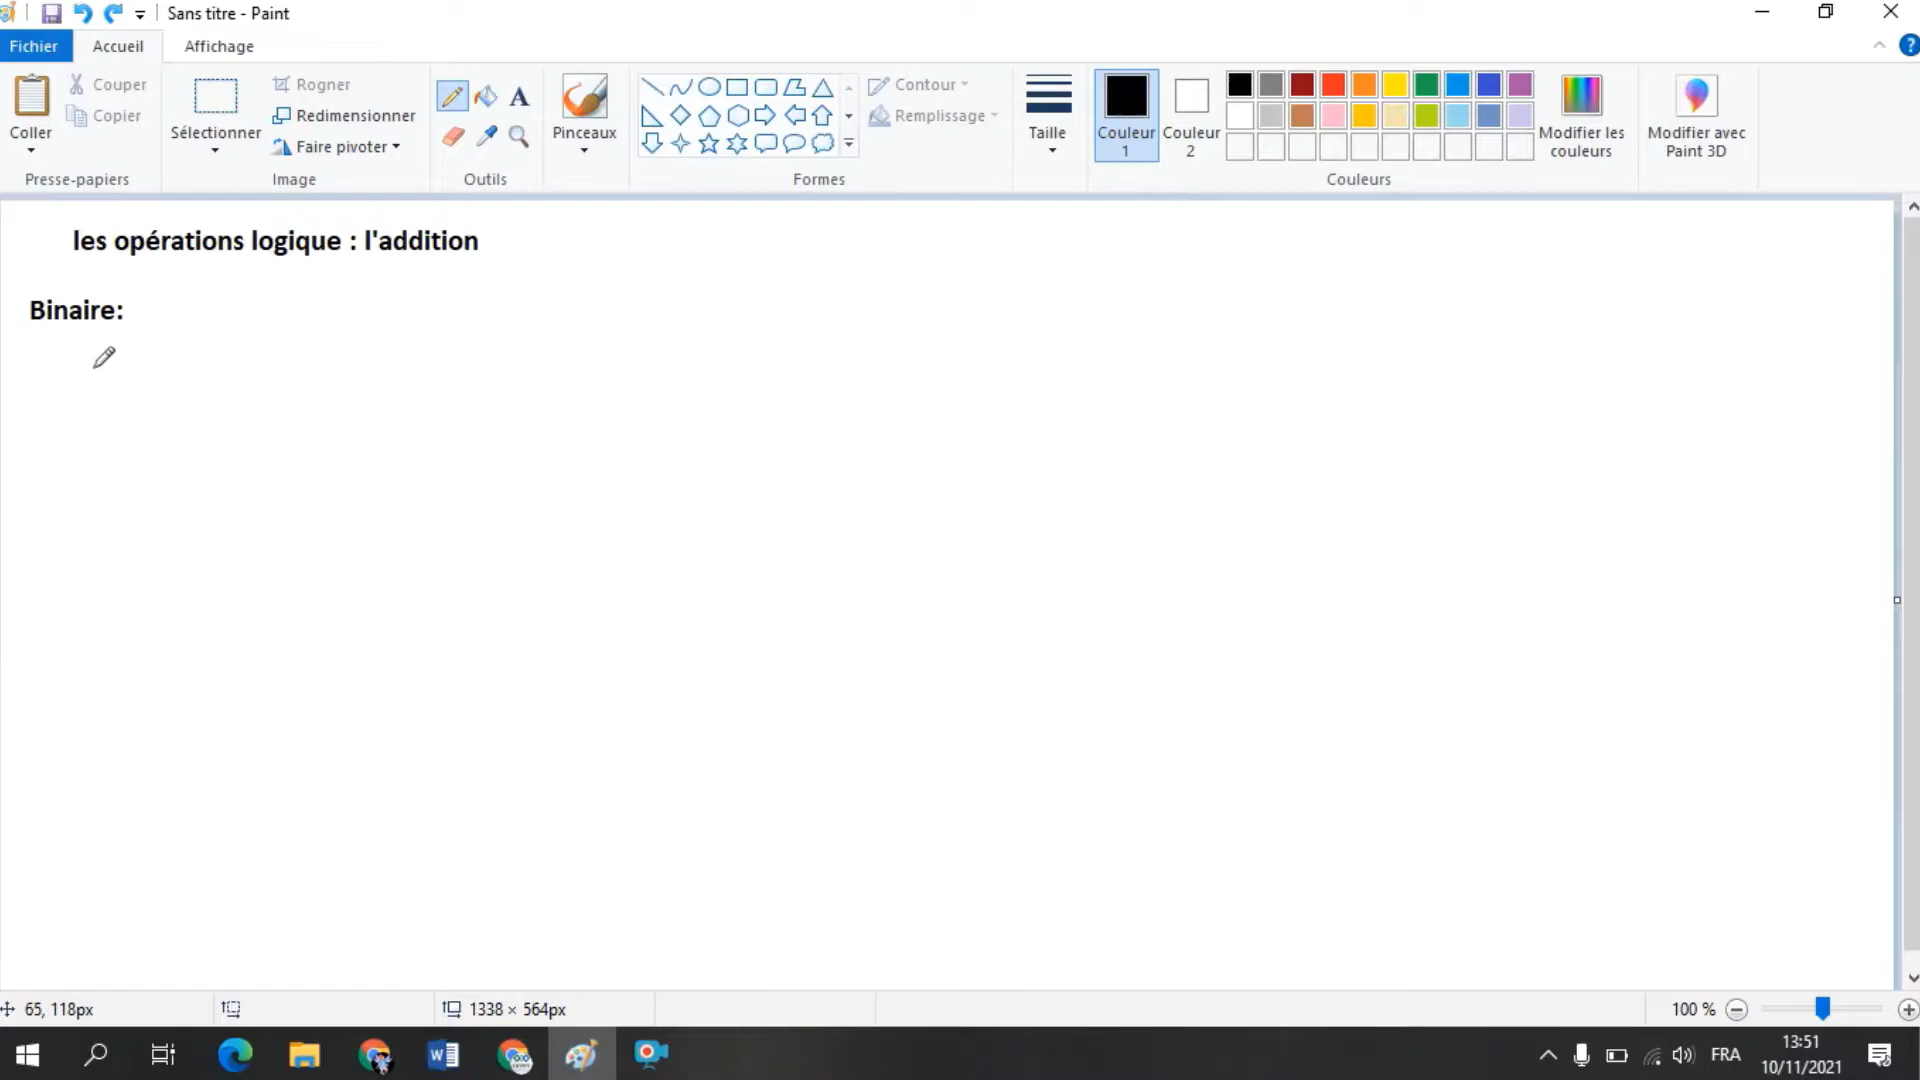 Sans titre - Paint
Fichier Accueil Affichage
Coller
Couper
Copier
Presse-papiers
Sélectionner
Rogner
Redimensionner
Faire pivoter
Image
A
Outils
Pinceaux
Formes
Contour
Remplissage
Taille
Couleur 1
Couleur 2
Couleurs
Modifier les couleurs
Modifier avec Paint 3D
?
les opérations logique : l'addition
Binaire:
65, 118px
1338 × 564px
100 %
FRA
13:51
10/11/2021